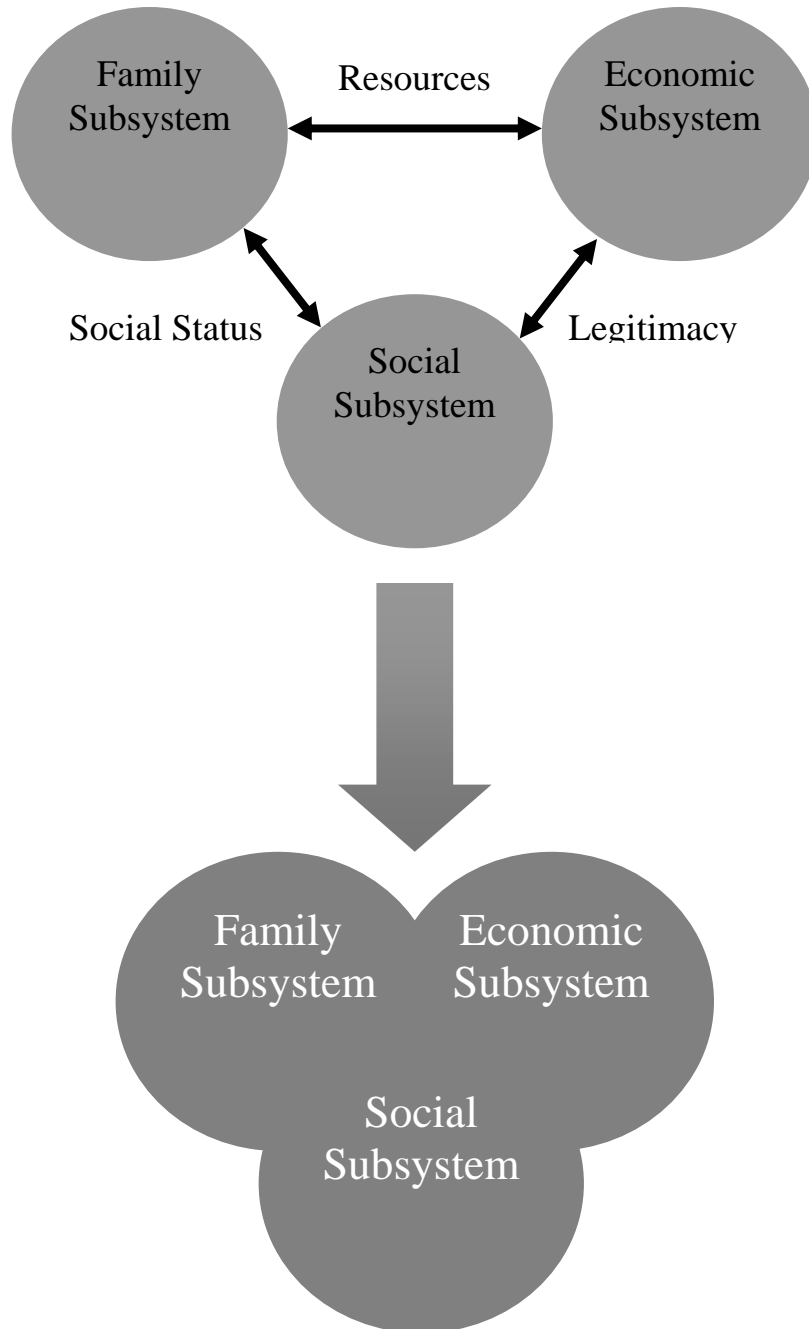 Family
Subsystem
Resources
Economic
Subsystem
Social Status
Legitimacy
Social
Subsystem
Family
Subsystem
Economic
Subsystem
Social
Subsystem